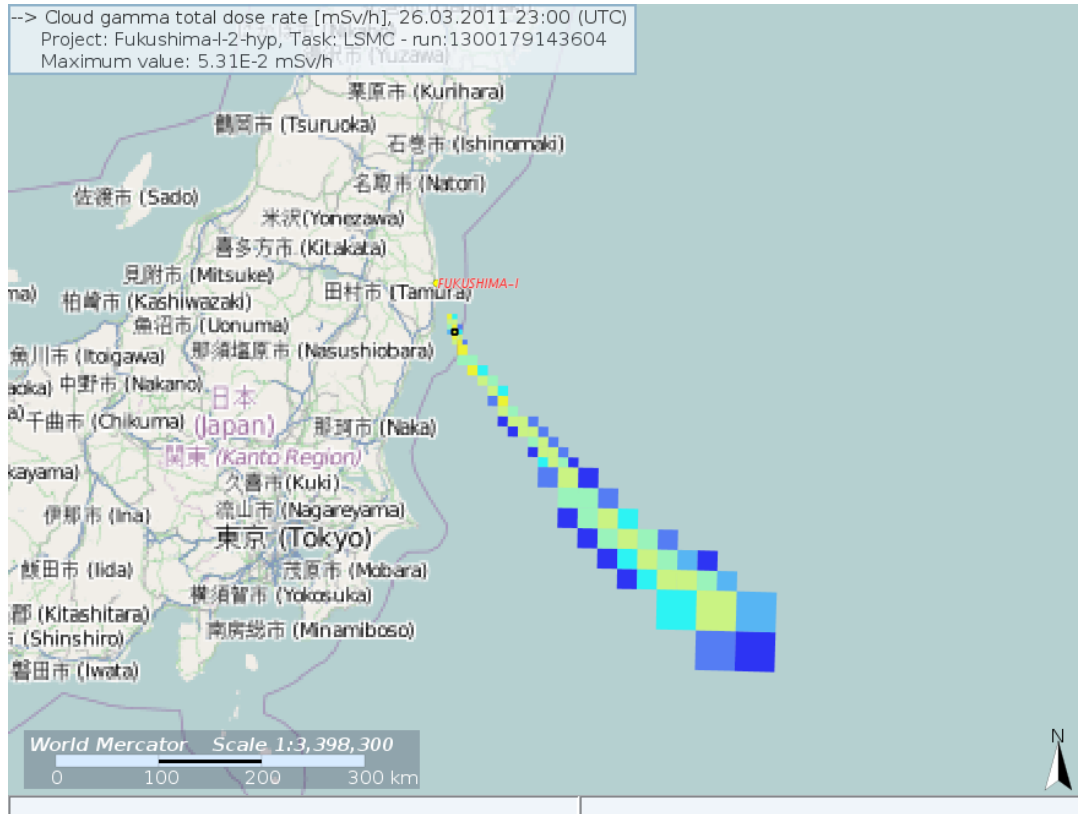 --> Cloud gamma total dose rate [mSv/h], 26.03.2011 23:00 (UTC)
Project: Fukushima-I-2-hyp, Task: LSMC - run:1300179143604
Maximum value: 5.31E-2 mSv/h
(Yuzawa)
栗原市 (Kurihara)
鶴岡市 (Tsuruoka)
石巻市 (Ishinomaki)
名取市 (Natori)
佐渡市 (Sado)
米沢(Yonezawa)
喜多方市 (Kitakata)
見附市 (Mitsuke)
FUKUSHIMA-I
田村市 (Tamura)
柏崎市 (Kashiwazaki)
魚沼市 (Uonuma)
那須塩原市 (Nasushiobara)
魚川市 (Itoigawa)
中野市 (Nakano)
日本
(Japan)
千曲市 (Chikuma)
那珂市 (Naka)
関東 (Kanto Region)
kayama)
久喜市(Kuki)
流山市 (Nagareyama)
伊那市 (Ina)
東京 (Tokyo)
飯田市 (Iida)
茂原市 (Mobara)
横須賀市 (Yokosuka)
郡 (Kitashitara)
南房総市 (Minamiboso)
(Shinshiro)
磐田市 (Iwata)
N
World Mercator Scale 1:3,398,300
0 100 200 300 km